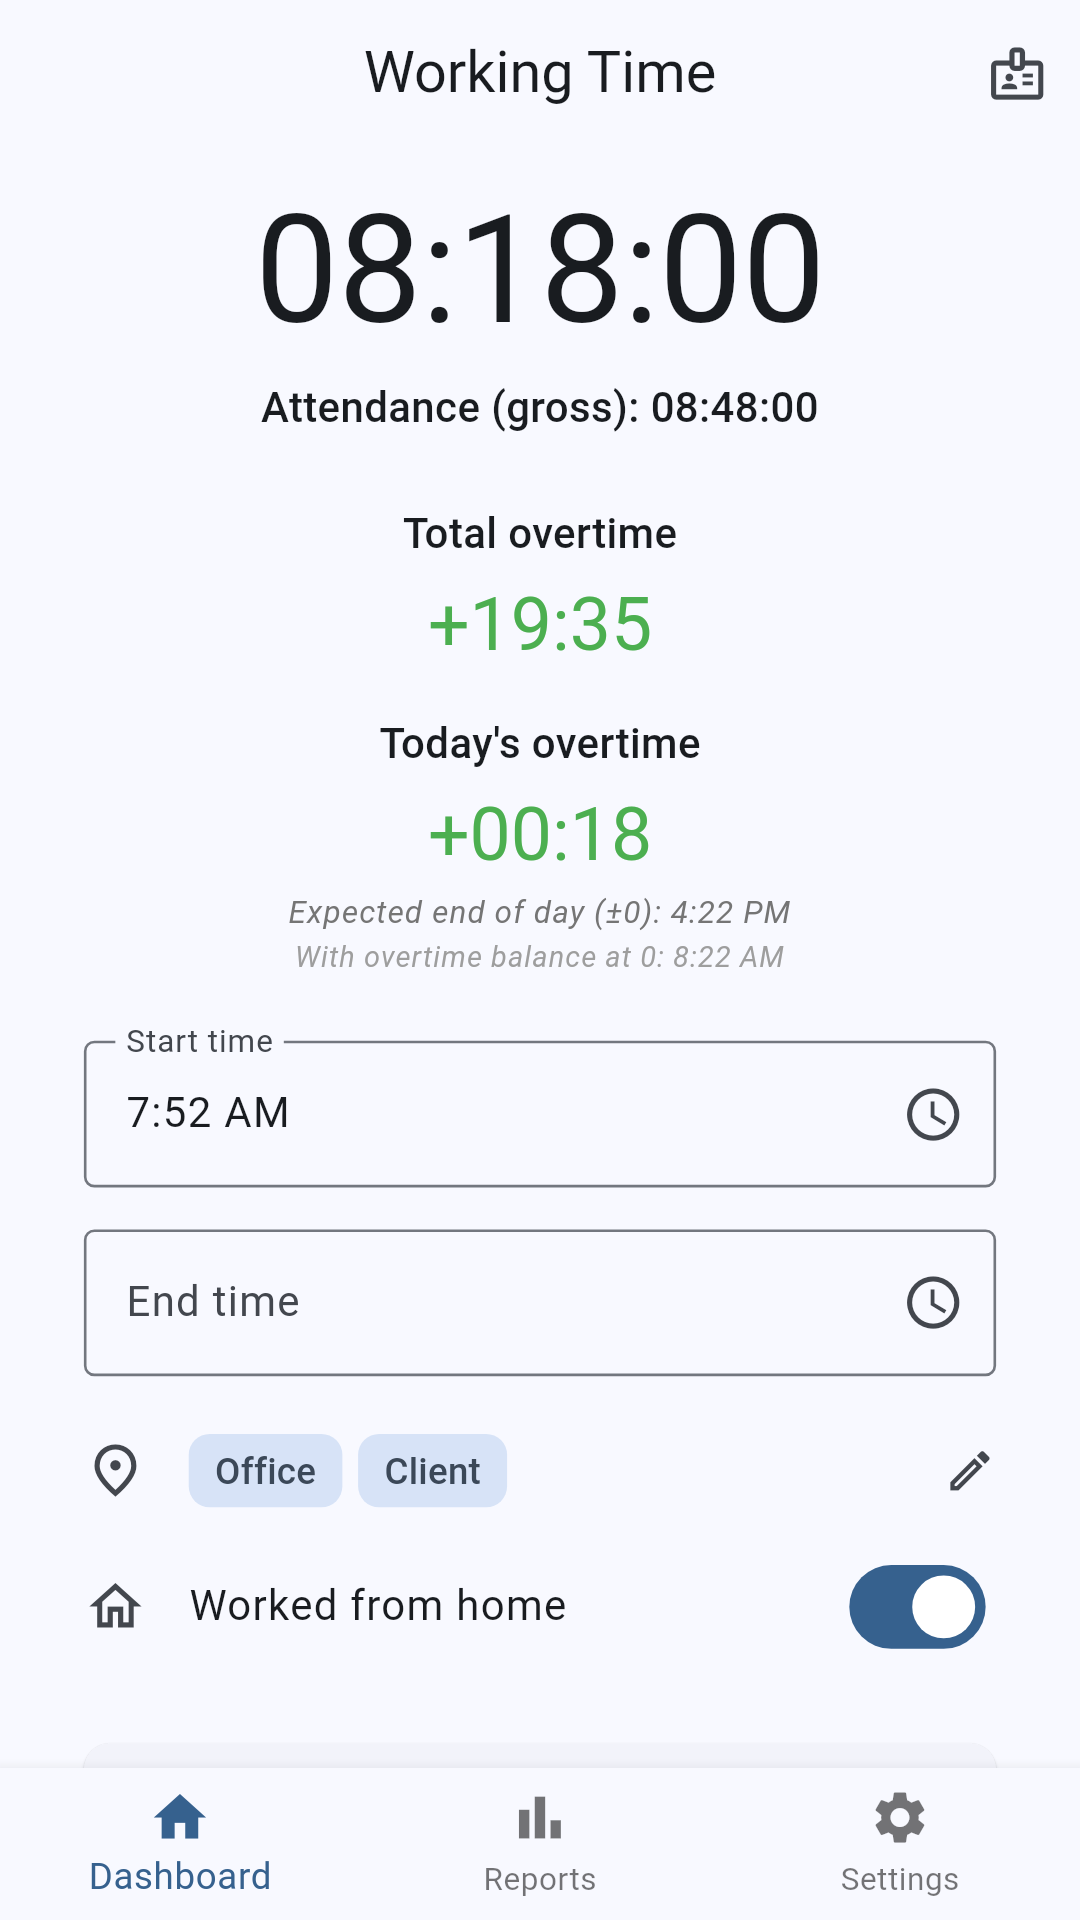 Working Time
08:18:00
Attendance (gross): 08:48:00
Total overtime
+19:35
Today's overtime
+00:18
Expected end of day (±0): 4:22 PM
With overtime balance at 0: 8:22 AM
Start time
7:52 AM
End time
Office Client
Worked from home
Dashboard Reports Settings